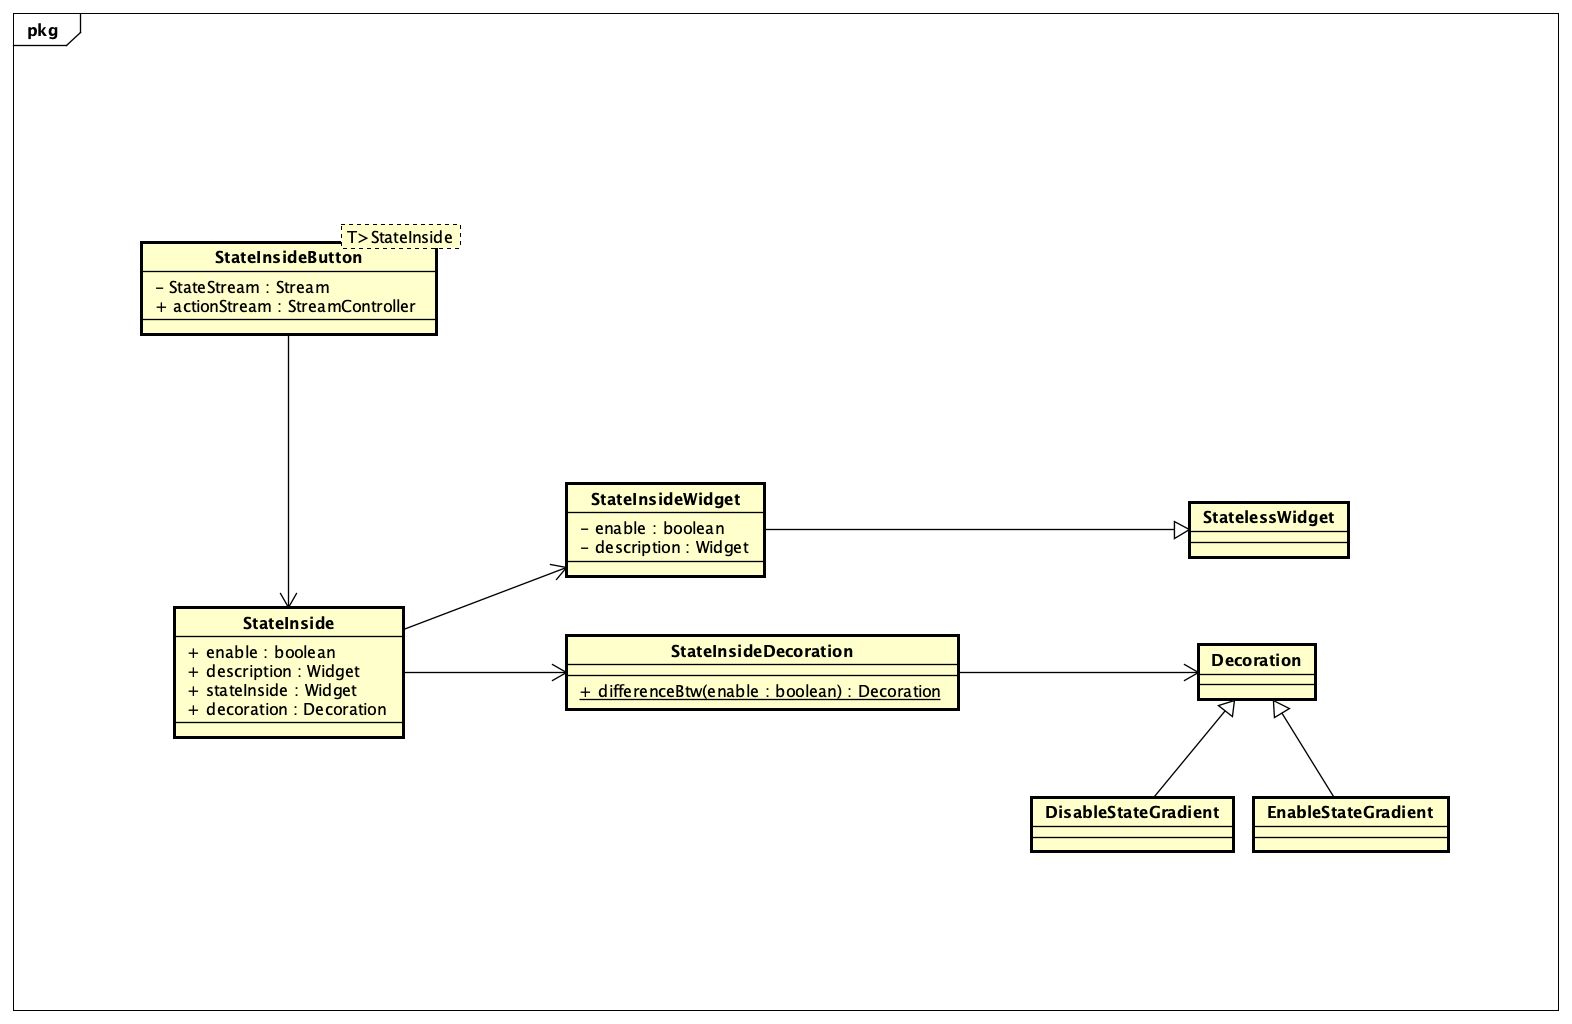 pkg
T>StateInside
StateInsideButton
- StateStream : Stream
+ actionStream : StreamController
StateInsideWidget
- enable : boolean
- description : Widget
StatelessWidget
StateInside
+ enable : boolean
+ description : Widget
+ stateInside : Widget
+ decoration : Decoration
StateInsideDecoration
+ differenceBtw(enable : boolean) : Decoration
Decoration
DisableStateGradient
EnableStateGradient